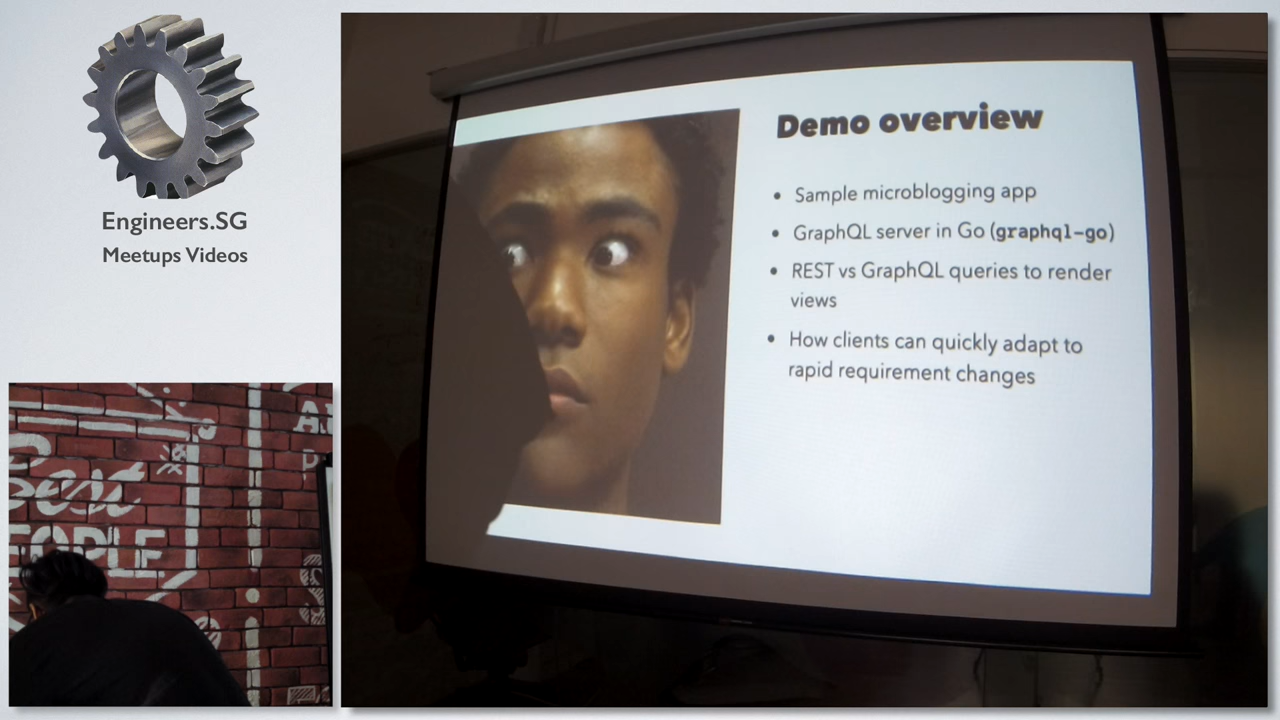 Engineers.SG
Meetups Videos
Demo overview
• Sample microblogging app
• GraphQL server in Go (graphql-go)
• REST vs GraphQL queries to render
views
• How clients can quickly adapt to
rapid requirement changes
Best